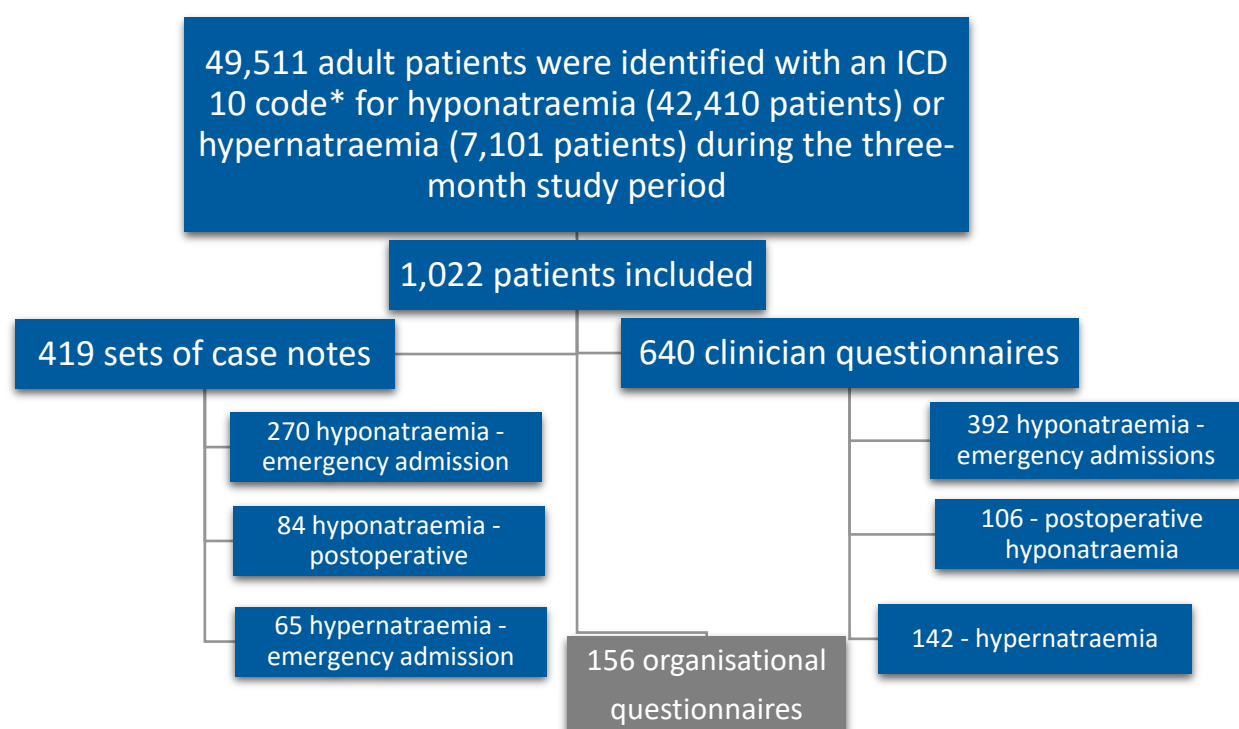 49,511 adult patients were identified with an ICD
10 code* for hyponatraemia (42,410 patients) or
hypernatraemia (7,101 patients) during the three-
month study period
1,022 patients included
419 sets of case notes
640 clinician questionnaires
270 hyponatraemia -
emergency admission
84 hyponatraemia -
postoperative
65 hypernatraemia -
emergency admission
392 hyponatraemia -
emergency admissions
106 - postoperative
hyponatraemia
142 - hypernatraemia
156 organisational
questionnaires